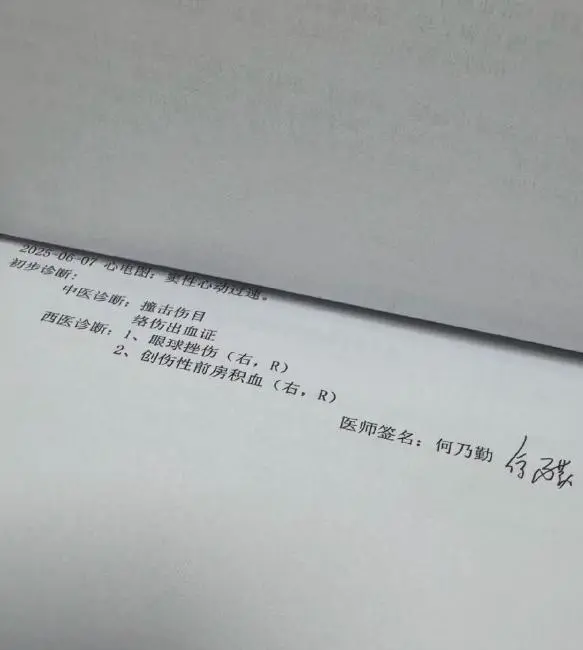 2025-06-07 心电图：窦性心动过速。
初步诊断：
中医诊断：撞击伤目
络伤出血证
西医诊断：1、眼球挫伤（右，R）
2、创伤性前房积血（右，R）
医师签名：何乃勤